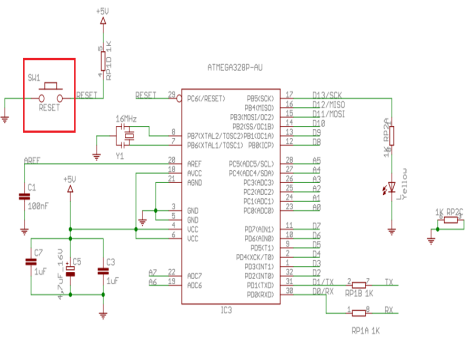 +5V
RP1D 1K
ATMEGA328P-AU
SW1
RESET
RESET
RESET
29
PC6(/RESET)
PB5(SCK)
17
D13/SCK
PB4(MISO)
16
D12/MISO
PB3(MOSI/OC2)
15
D11/MOSI
PB2(SS/OC1B)
14
D10
16MHz
8
PB7(XTAL2/TOSC2)
PB1(OC1A)
13
D9
7
PB6(XTAL1/TOSC1)
PB0(ICP)
12
D8
Y1
1K RP2A
AREF
20
AREF
PC5(ADC5/SCL)
28
A5
18
AVCC
PC4(ADC4/SDA)
27
A4
21
AGND
PC3(ADC3)
26
A3
PC2(ADC2)
25
A2
PC1(ADC1)
24
A1
PC0(ADC0)
23
A0
L
Yellow
+5V
C1
100nF
3
GND
5
GND
4
VCC
6
VCC
1K RP2C
PD7(AIN1)
11
D7
PD6(AIN0)
10
D6
PD5(T1)
9
D5
PD4(XCK/T0)
2
D4
PD3(INT1)
1
D3
PD2(INT0)
32
D2
PD1(TXD)
31
D1/TX
PD0(RXD)
30
D0/RX
C7
1uF
C5
4,7uF 16V
C3
1uF
A7
22
ADC7
A6
19
ADC6
IC3
2
7
TX
RP1B 1K
1
8
RX
RP1A 1K